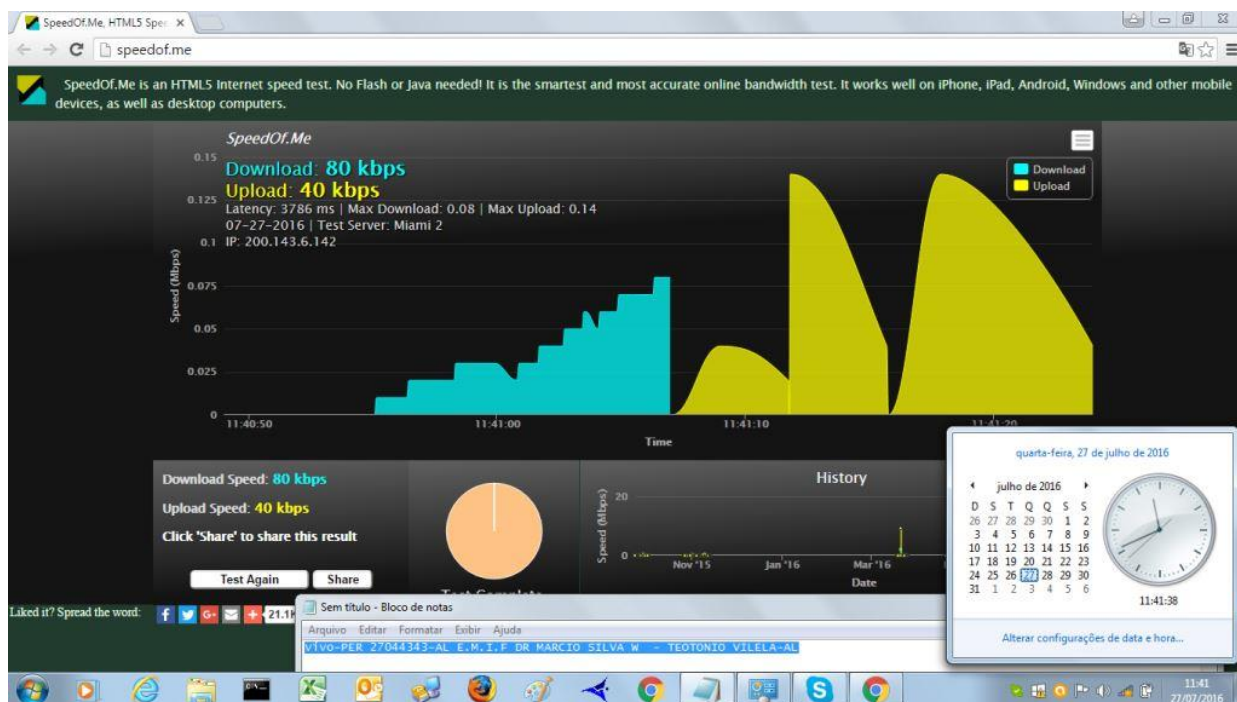 SpeedOf.Me, HTML5 Spee
speedof.me
SpeedOf.Me is an HTML5 Internet speed test. No Flash or Java needed! It is the smartest and most accurate online bandwidth test. It works well on iPhone, iPad, Android, Windows and other mobile
devices, as well as desktop computers.
SpeedOf.Me
Download: 80 kbps
Upload: 40 kbps
Latency: 3786 ms | Max Download: 0.08 | Max Upload: 0.14
07-27-2016 | Test Server: Miami 2
IP: 200.143.6.142
Download
Upload
Speed (Mbps)
0.15
0.125
0.1
0.075
0.05
0.025
0
11:40:50 11:41:00 11:41:10 11:41:20
Time
Download Speed: 80 kbps
Upload Speed: 40 kbps
Click 'Share' to share this result
Test Again Share
Test Complete
History
Speed (Mbps)
20
0
Nov '15 Jan '16 Mar '16
Date
quarta-feira, 27 de julho de 2016
julho de 2016
D S T Q Q S S
26 27 28 29 30 1 2
3 4 5 6 7 8 9
10 11 12 13 14 15 16
17 18 19 20 21 22 23
24 25 26 27 28 29 30
31 1 2 3 4 5 6
11:41:38
Alterar configurações de data e hora...
Liked it? Spread the word:
21.1K
Sem título - Bloco de notas
Arquivo Editar Formatar Exibir Ajuda
VIVO-PER 27044343-AL E.M.I.F DR MARCIO SILVA W - TEOTONIO VILELA-AL
11:41
27/07/2016